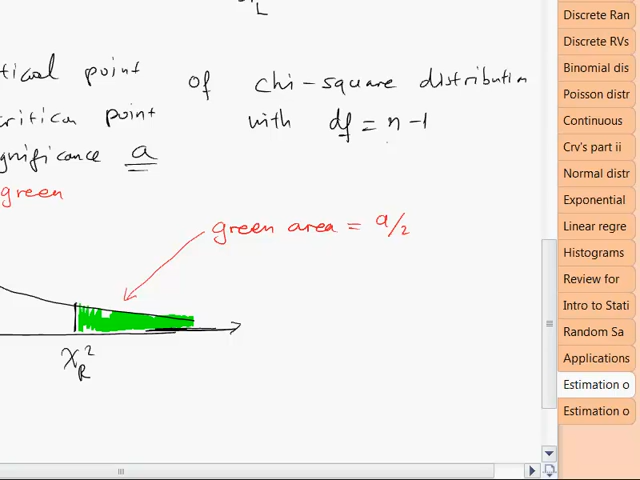 L
tical point of chi-square distribution
critical point with df = n-1
gnificance a
green
green area = a/2
χ²R
Discrete Ran
Discrete RVs
Binomial dis
Poisson distr
Continuous
Crv's part ii
Normal distr
Exponential
Linear regre
Histograms
Review for
Intro to Stati
Random Sa
Applications
Estimation o
Estimation o